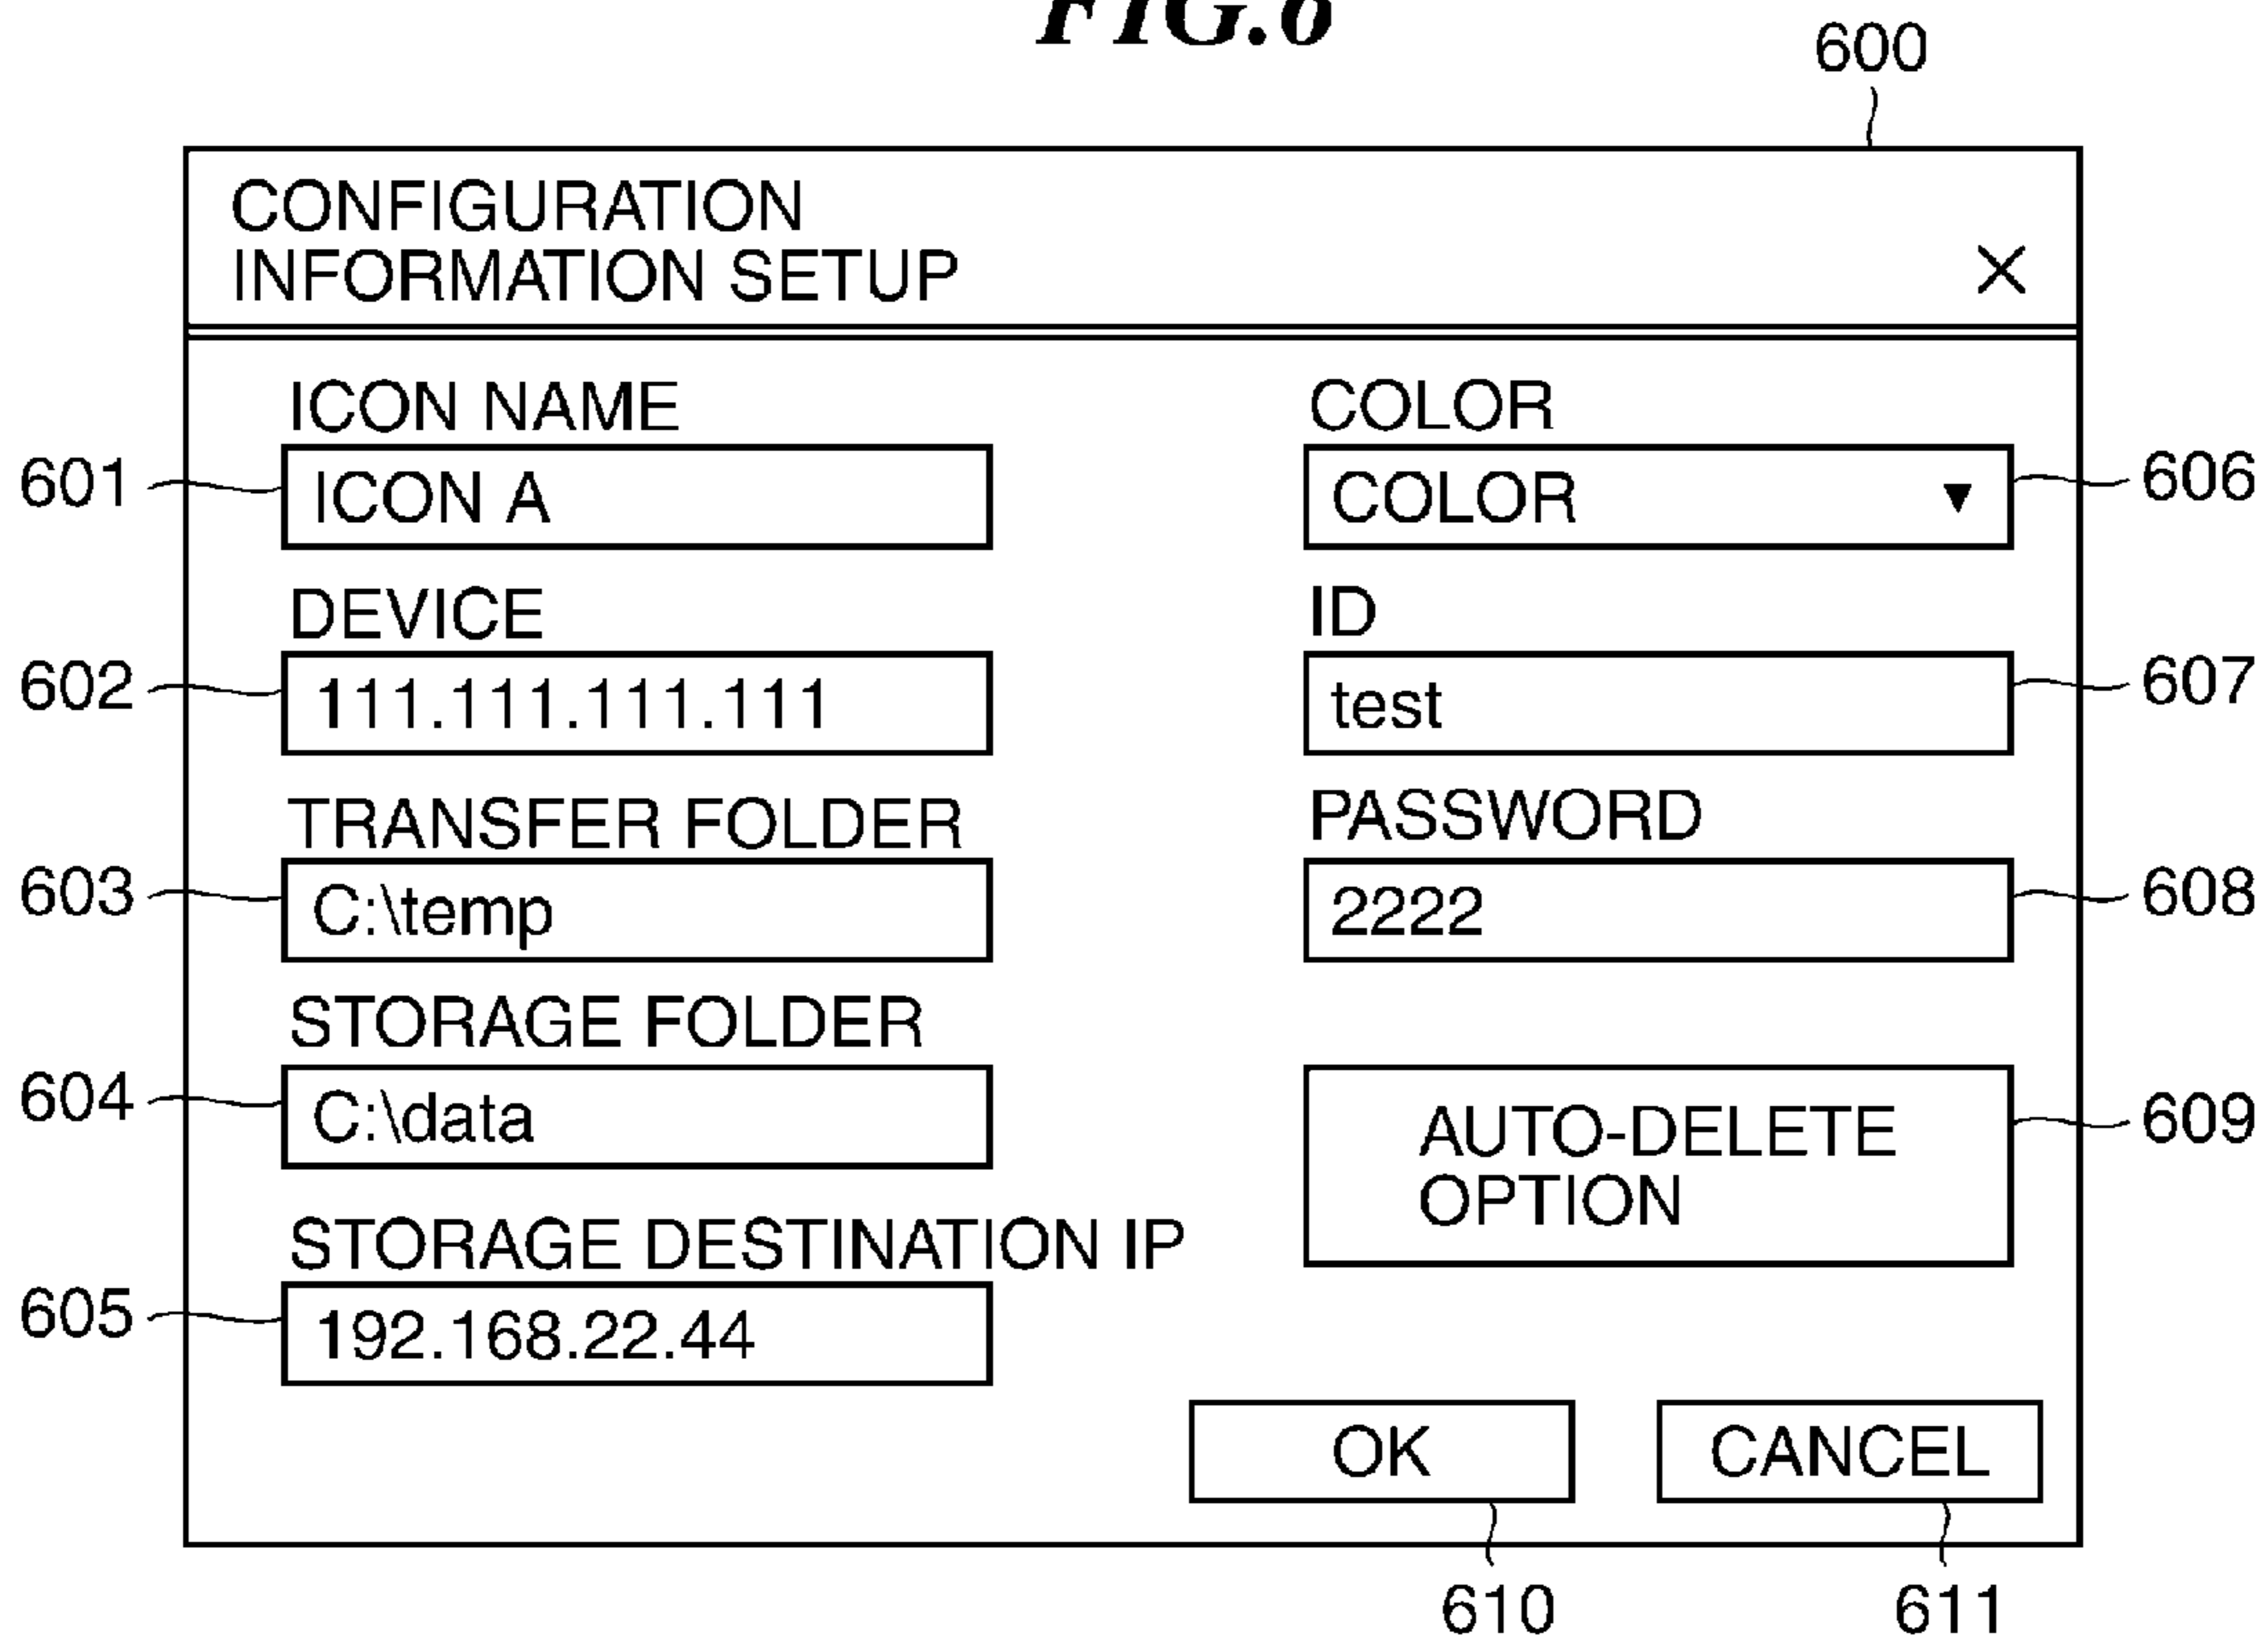 FIG.6
600
CONFIGURATION
INFORMATION SETUP
×
ICON NAME
601
ICON A
DEVICE
602
111.111.111.111
TRANSFER FOLDER
603
C:\temp
STORAGE FOLDER
604
C:\data
STORAGE DESTINATION IP
605
192.168.22.44
COLOR
COLOR ▼
606
ID
test
607
PASSWORD
2222
608
AUTO-DELETE
OPTION
609
OK
CANCEL
610
611